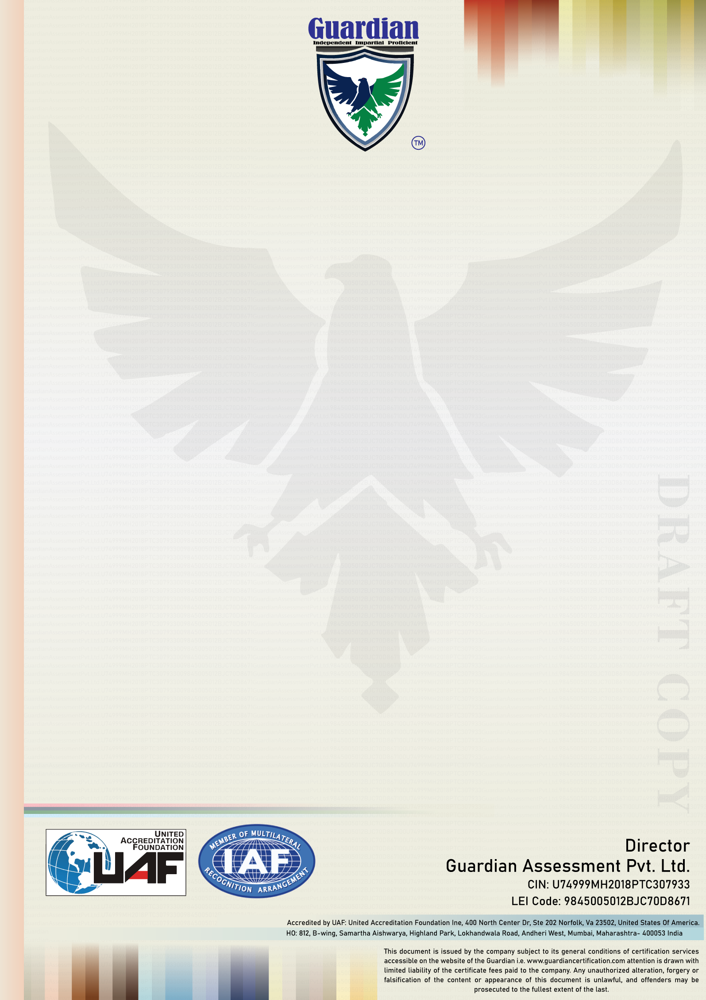 Guardian
Independent Impartial Proficient
TM
DRAFT COPY
UNITED
ACCREDITATION
FOUNDATION
UAF
MEMBER OF MULTILATERAL
IAF
RECOGNITION ARRANGEMENT
Director
Guardian Assessment Pvt. Ltd.
CIN: U74999MH2018PTC307933
LEI Code: 9845005012BJC70D8671
Accredited by UAF: United Accreditation Foundation Ine, 400 North Center Dr, Ste 202 Norfolk, Va 23502, United States Of America.
HO: 812, B-wing, Samartha Aishwarya, Highland Park, Lokhandwala Road, Andheri West, Mumbai, Maharashtra- 400053 India
This document is issued by the company subject to its general conditions of certification services
accessible on the website of the Guardian i.e. www.guardiancertification.com attention is drawn with
limited liability of the certificate fees paid to the company. Any unauthorized alteration, forgery or
falsification of the content or appearance of this document is unlawful, and offenders may be
prosecuted to the fullest extent of the last.